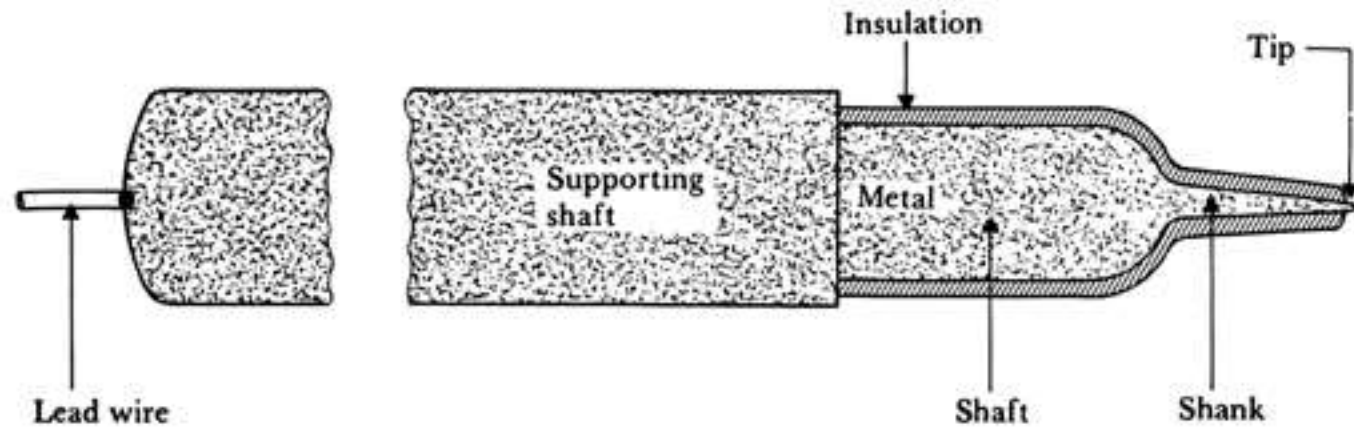 Insulation
Tip
Supporting
shaft
Metal
Lead wire
Shaft
Shank